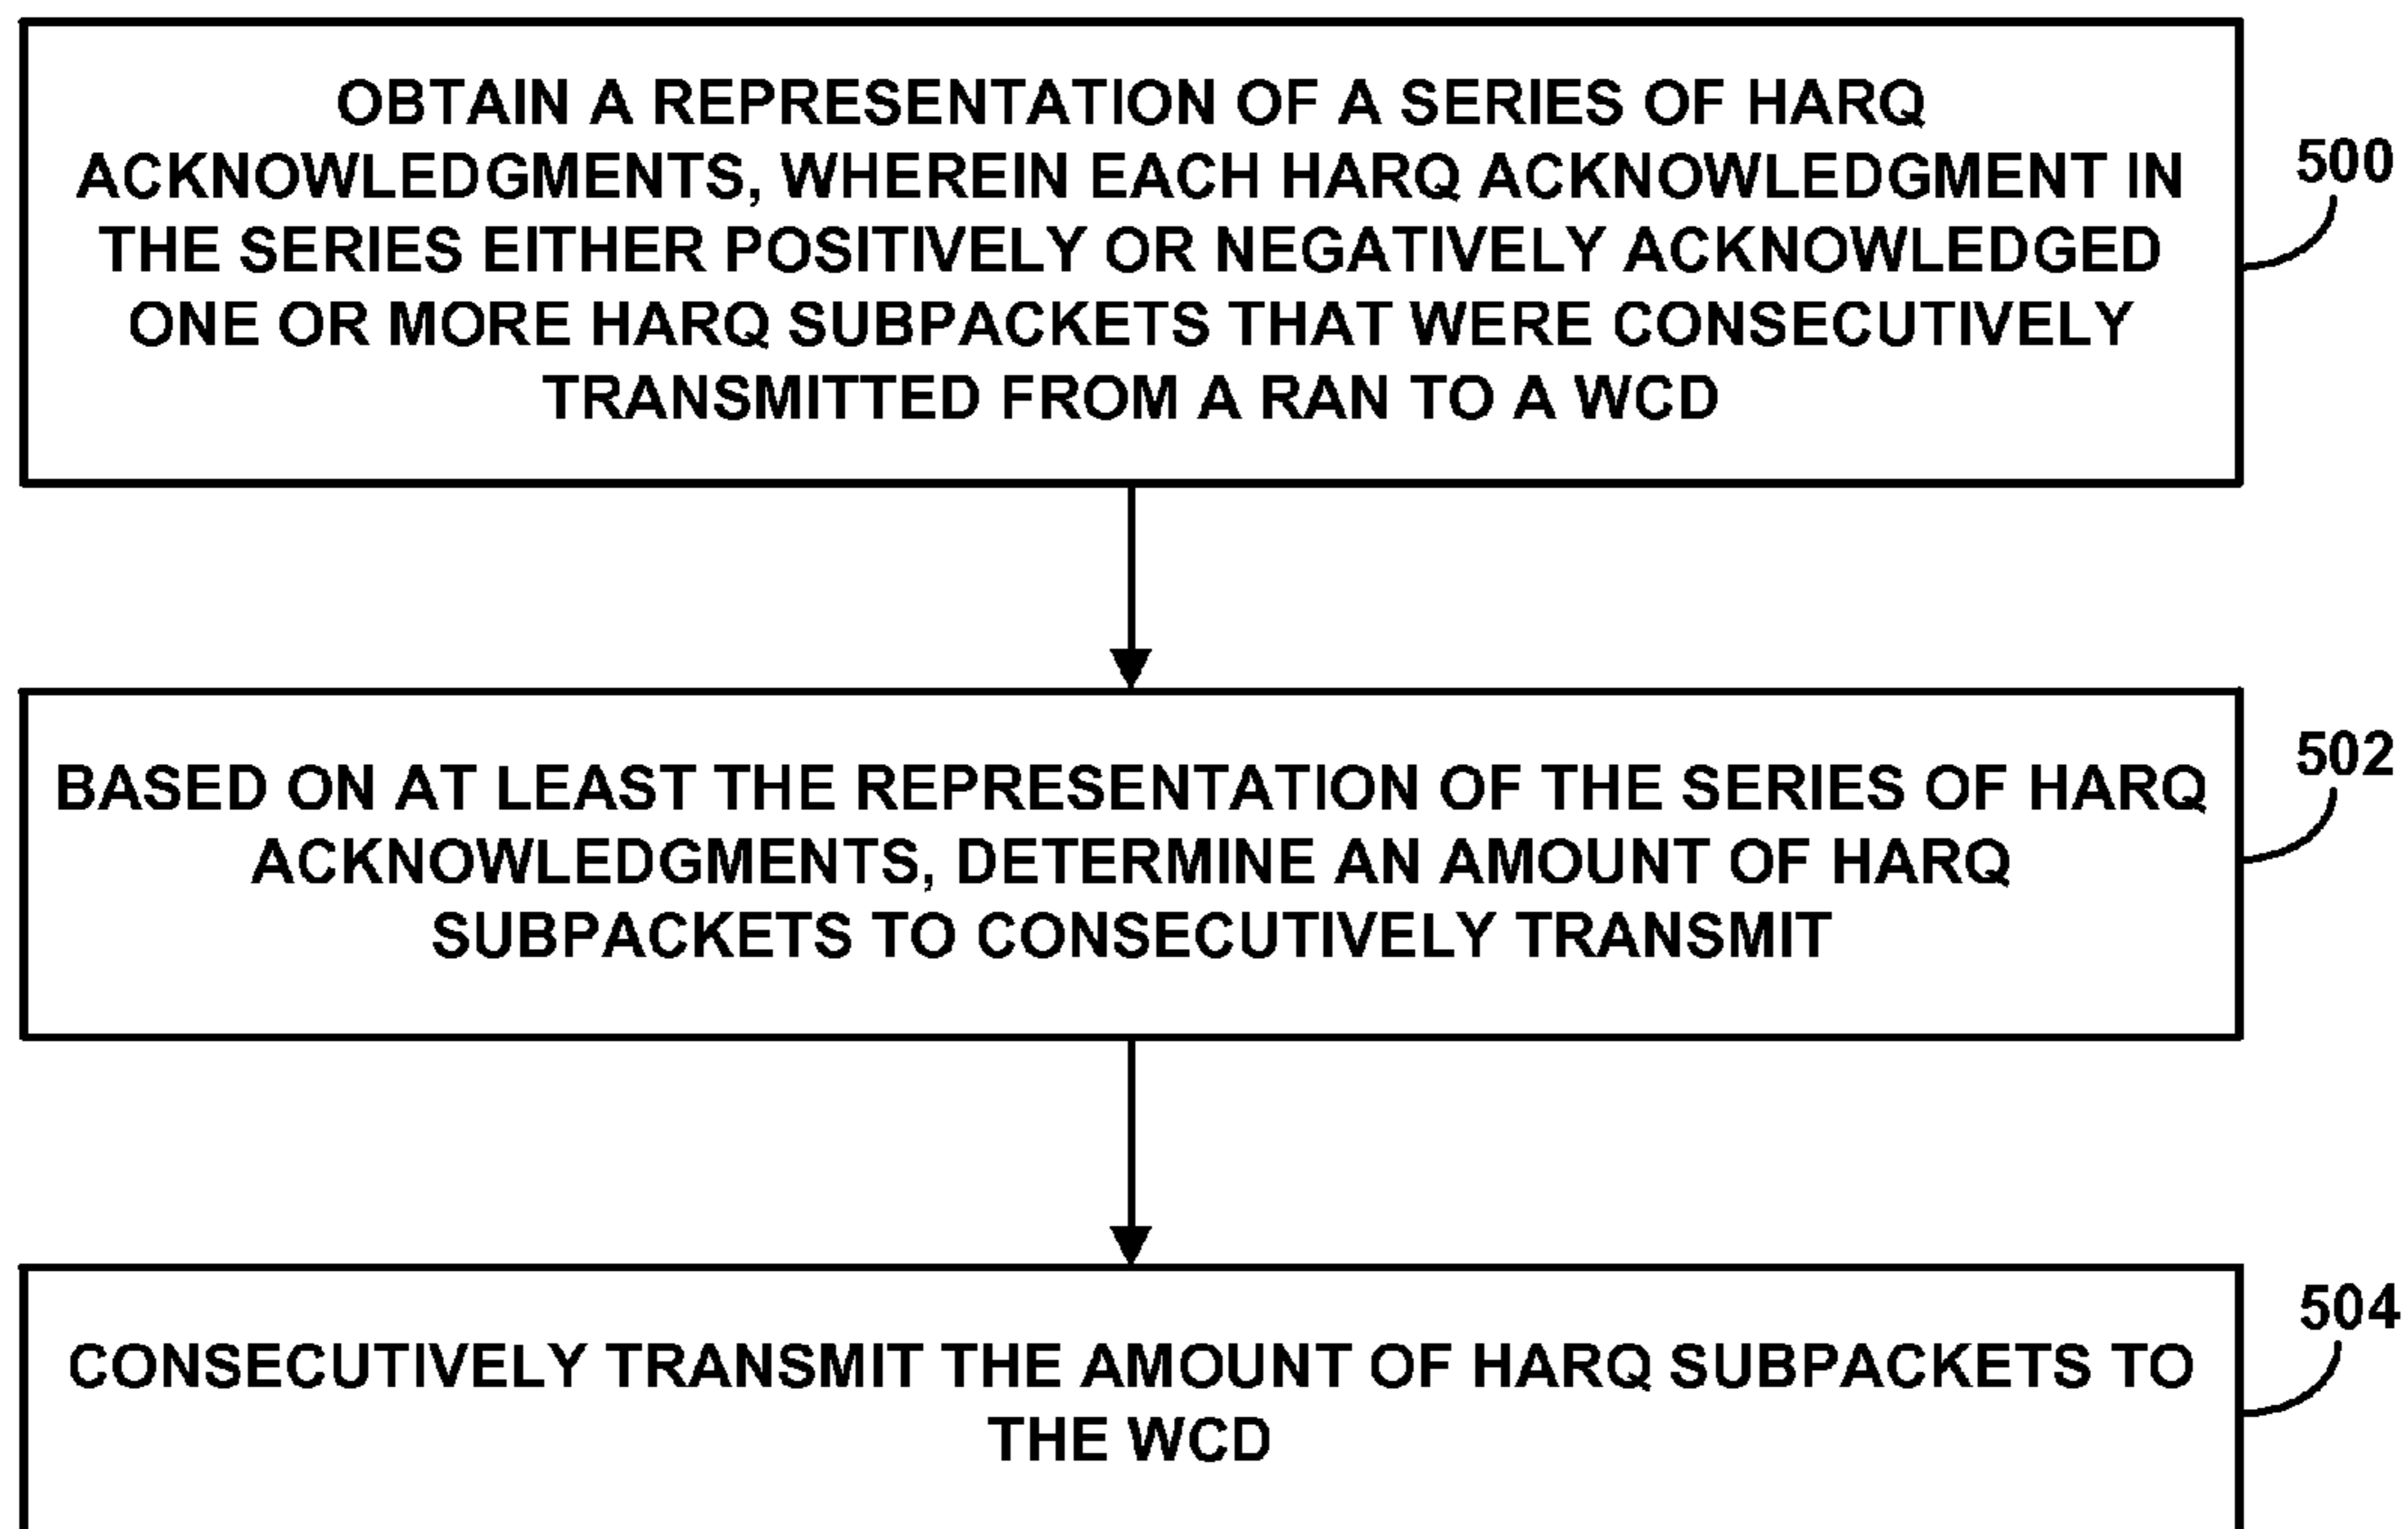 OBTAIN A REPRESENTATION OF A SERIES OF HARQ
ACKNOWLEDGMENTS, WHEREIN EACH HARQ ACKNOWLEDGMENT IN
THE SERIES EITHER POSITIVELY OR NEGATIVELY ACKNOWLEDGED
ONE OR MORE HARQ SUBPACKETS THAT WERE CONSECUTIVELY
TRANSMITTED FROM A RAN TO A WCD
500
BASED ON AT LEAST THE REPRESENTATION OF THE SERIES OF HARQ
ACKNOWLEDGMENTS, DETERMINE AN AMOUNT OF HARQ
SUBPACKETS TO CONSECUTIVELY TRANSMIT
502
CONSECUTIVELY TRANSMIT THE AMOUNT OF HARQ SUBPACKETS TO
THE WCD
504